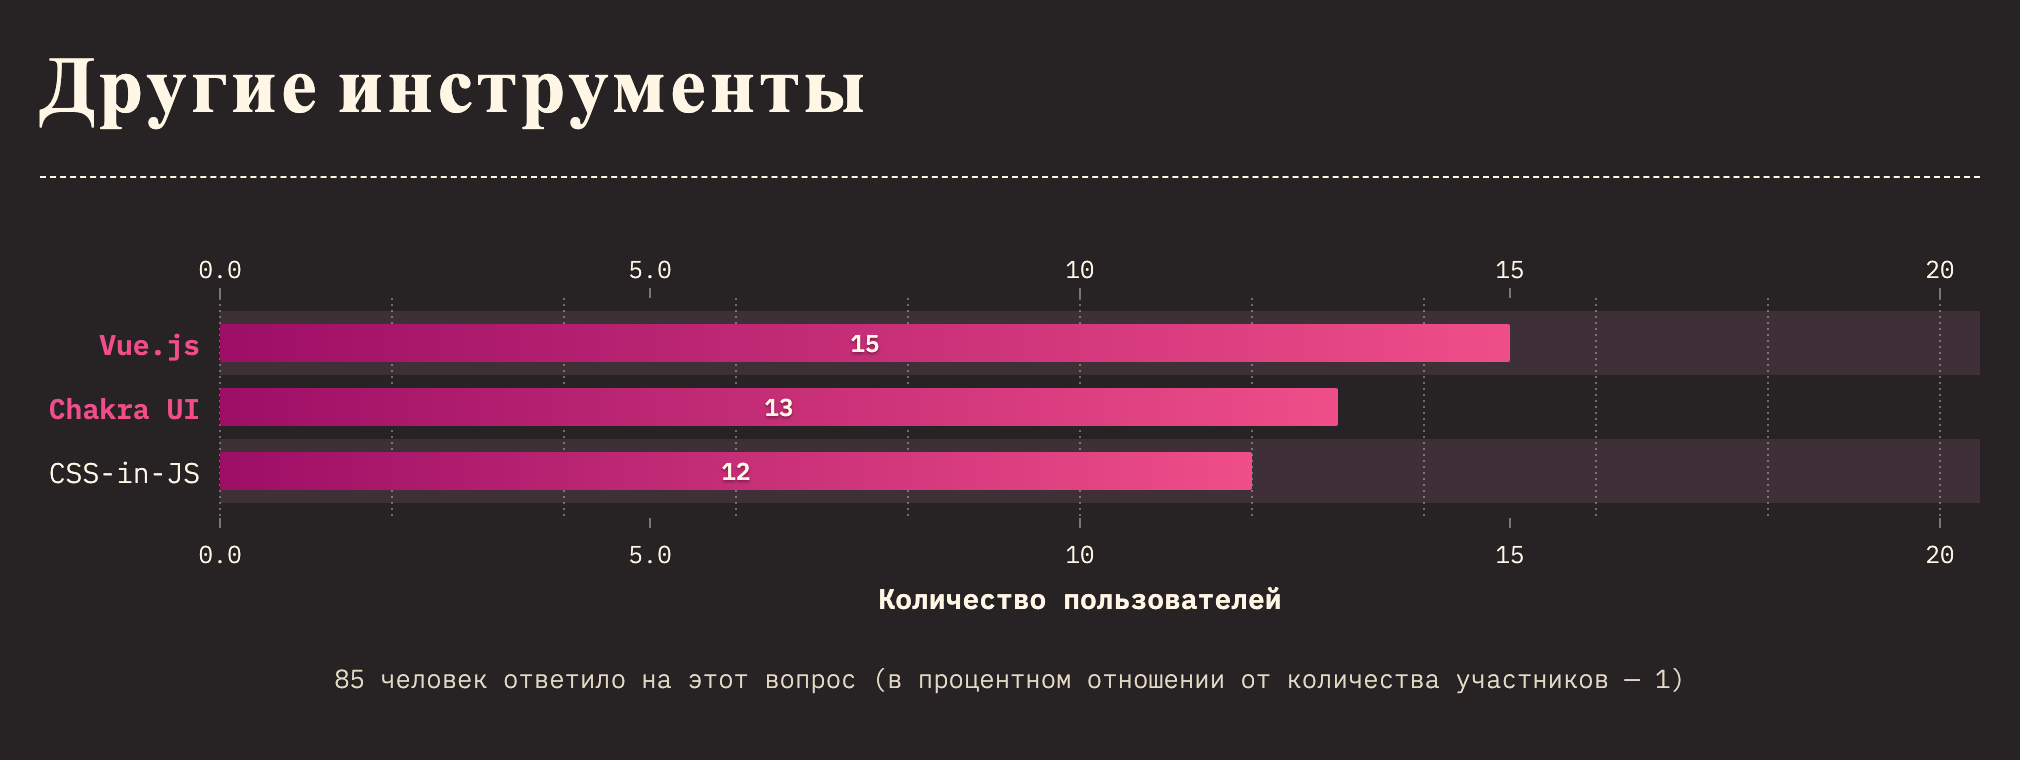 Другие инструменты
0.0 5.0 10 15 20
Vue.js 15
Chakra UI 13
CSS-in-JS 12
0.0 5.0 10 15 20
Количество пользователей
85 человек ответило на этот вопрос (в процентном отношении от количества участников — 1)